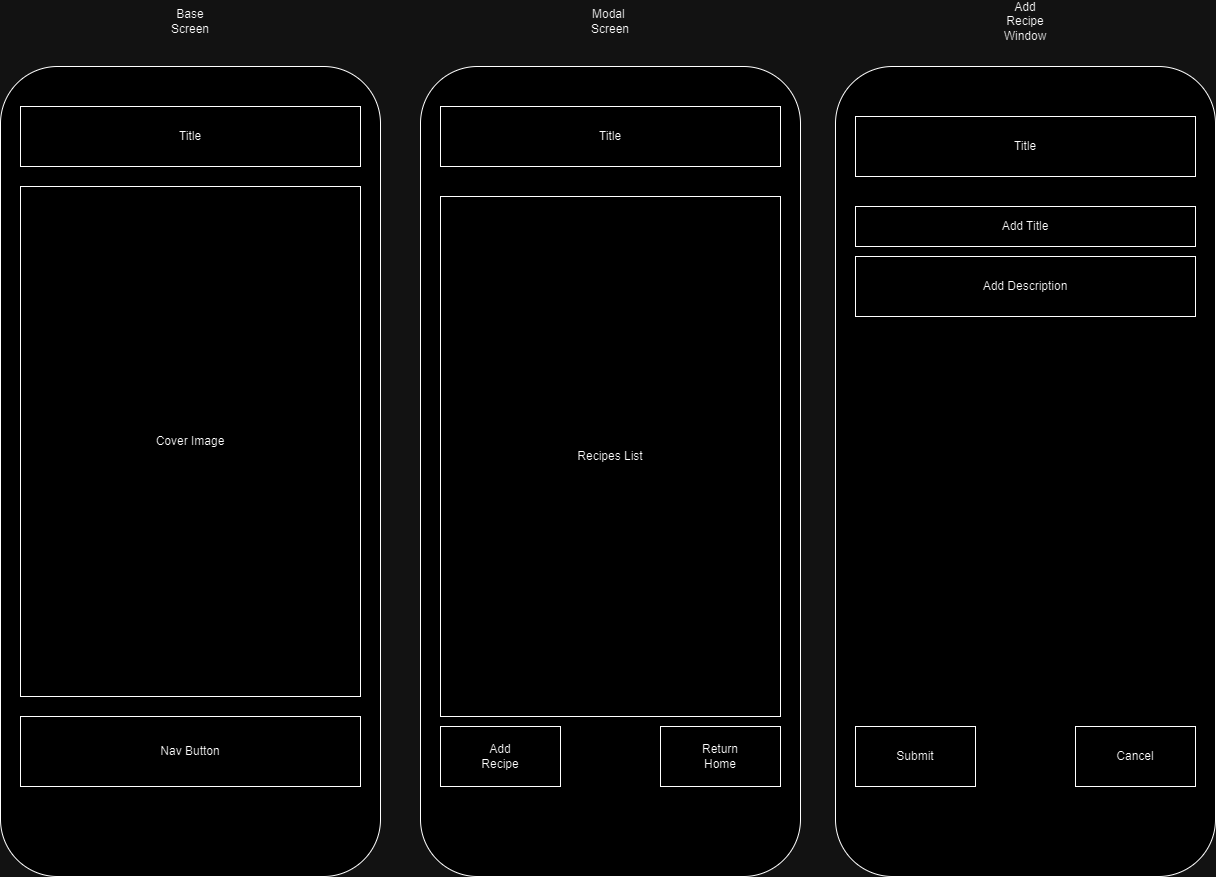 Base
Screen
Title
Cover Image
Nav Button
Modal
Screen
Title
Recipes List
Add
Recipe
Return
Home
Add
Recipe
Window
Title
Add Title
Add Description
Submit
Cancel